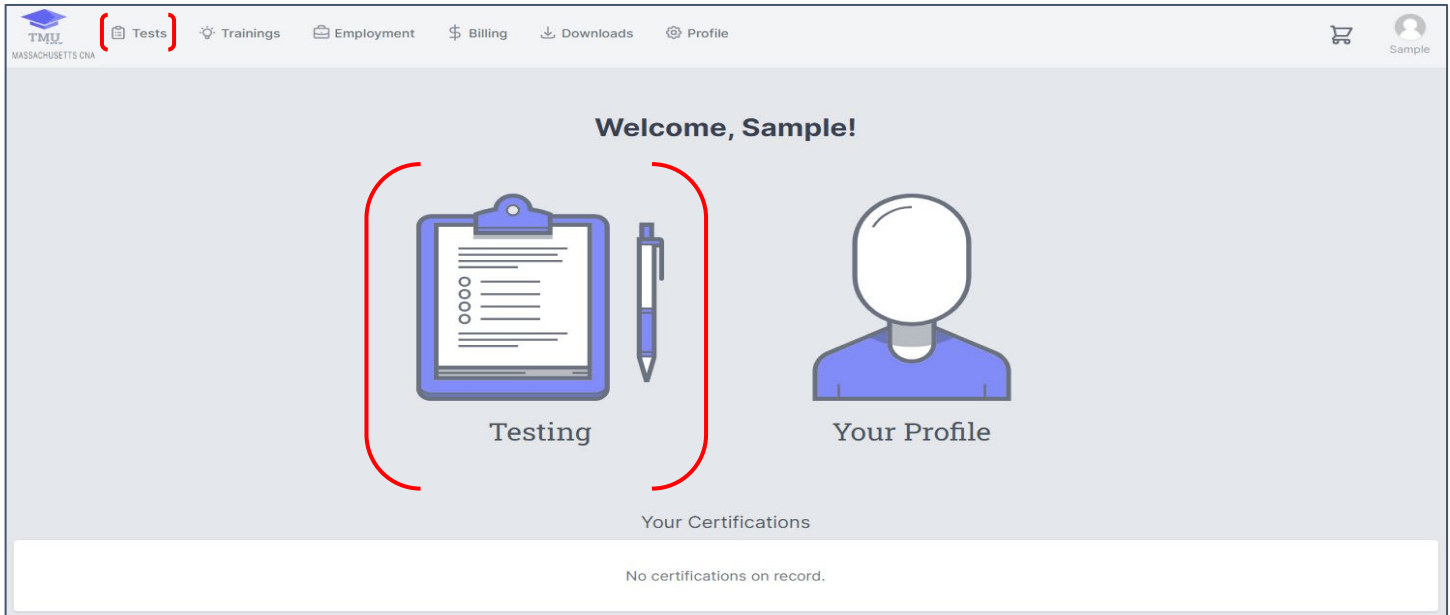 TMU
MASSACHUSETTS CNA
Tests
Trainings
Employment
$ Billing
Downloads
Profile
Sample
Welcome, Sample!
Testing
Your Profile
Your Certifications
No certifications on record.